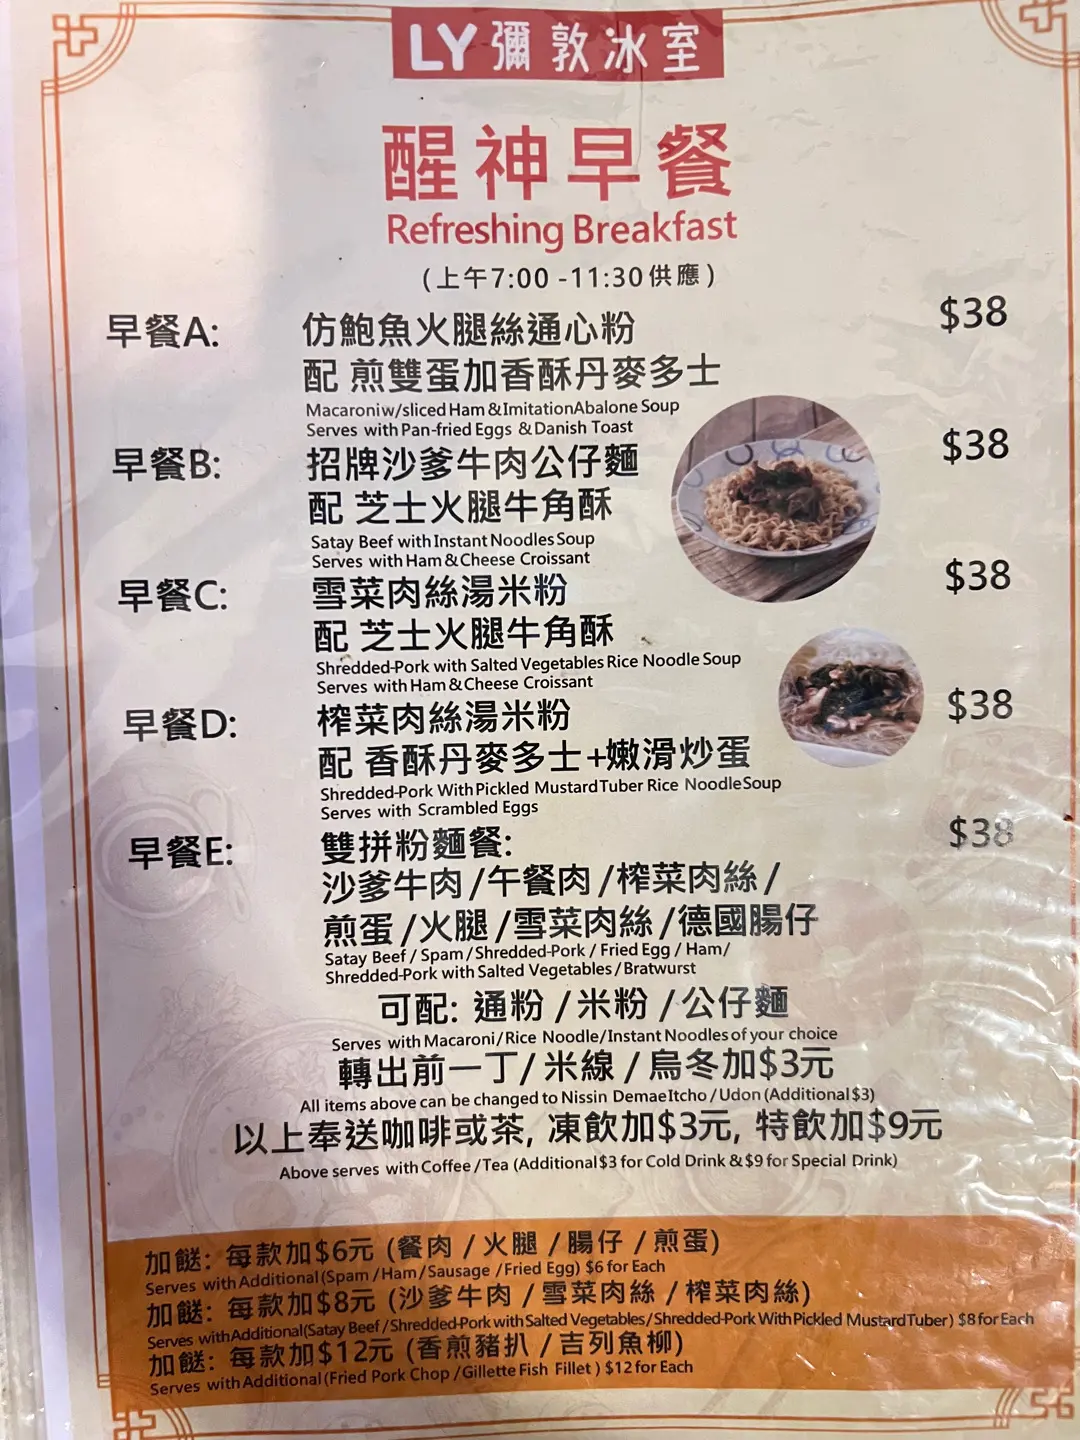 LY 彌敦冰室
醒神早餐
Refreshing Breakfast
(上午7:00 -11:30供應)
早餐A: 仿鮑魚火腿絲通心粉 $38
配 煎雙蛋加香酥丹麥多士
Macaroni w/sliced Ham & Imitation Abalone Soup
Serves with Pan-fried Eggs & Danish Toast
早餐B: 招牌沙爹牛肉公仔麵 $38
配 芝士火腿牛角酥
Satay Beef with Instant Noodles Soup
Serves with Ham & Cheese Croissant
早餐C: 雪菜肉絲湯米粉 $38
配 芝士火腿牛角酥
Shredded-Pork with Salted Vegetables Rice Noodle Soup
Serves with Ham & Cheese Croissant
早餐D: 榨菜肉絲湯米粉 $38
配 香酥丹麥多士+嫩滑炒蛋
Shredded-Pork With Pickled Mustard Tuber Rice Noodle Soup
Serves with Scrambled Eggs
早餐E: 雙拼粉麵餐: $38
沙爹牛肉/午餐肉/榨菜肉絲/
煎蛋/火腿/雪菜肉絲/德國腸仔
Satay Beef / Spam / Shredded-Pork / Fried Egg / Ham/
Shredded-Pork with Salted Vegetables / Bratwurst
可配: 通粉/米粉/公仔麵
Serves with Macaroni/Rice Noodle/Instant Noodles of your choice
轉出前一丁/米線/烏冬加$3元
All items above can be changed to Nissin Demae Itcho / Udon (Additional $3)
以上奉送咖啡或茶, 凍飲加$3元, 特飲加$9元
Above serves with Coffee / Tea (Additional $3 for Cold Drink & $9 for Special Drink)
加餸: 每款加$6元 (餐肉 / 火腿 / 腸仔 / 煎蛋)
Serves with Additional (Spam / Ham / Sausage / Fried Egg) $6 for Each
加餸: 每款加$8元 (沙爹牛肉 / 雪菜肉絲 / 榨菜肉絲)
Serves with Additional (Satay Beef / Shredded-Pork with Salted Vegetables / Shredded-Pork With Pickled Mustard Tuber) $8 for Each
加餸: 每款加$12元 (香煎豬扒 / 吉列魚柳)
Serves with Additional (Fried Pork Chop / Gillette Fish Fillet ) $12 for Each